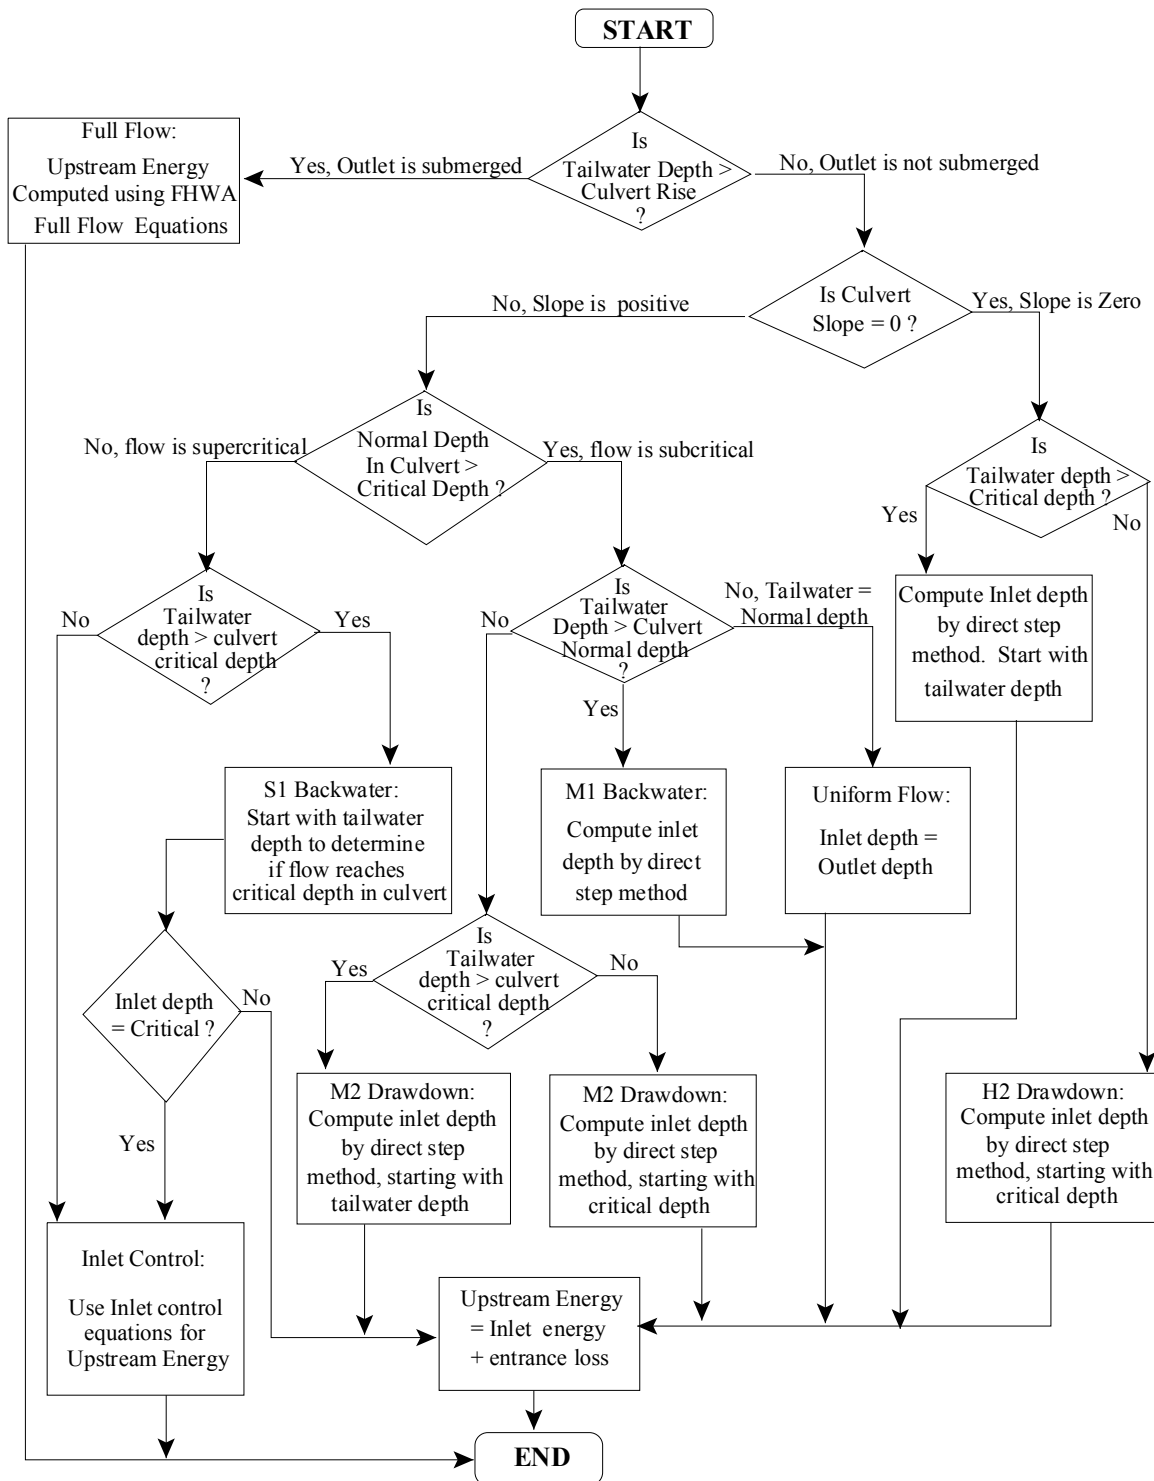 START
Is
Tailwater Depth >
Culvert Rise
?
Yes, Outlet is submerged
No, Outlet is not submerged
Full Flow:
Upstream Energy
Computed using FHWA
Full Flow Equations
Is Culvert
Slope = 0 ?
No, Slope is positive
Yes, Slope is Zero
Is
Normal Depth
In Culvert >
Critical Depth ?
No, flow is supercritical
Yes, flow is subcritical
Is
Tailwater depth >
Critical depth ?
Yes
No
Is
Tailwater
depth > culvert
critical depth
?
No
Yes
Is
Tailwater
Depth > Culvert
Normal depth
?
No
No, Tailwater =
Normal depth
Yes
Compute Inlet depth
by direct step
method. Start with
tailwater depth
S1 Backwater:
Start with tailwater
depth to determine
if flow reaches
critical depth in culvert
M1 Backwater:
Compute inlet
depth by direct
step method
Uniform Flow:
Inlet depth =
Outlet depth
Inlet depth
= Critical ?
No
Yes
Is
Tailwater
depth > culvert
critical depth
?
Yes
No
M2 Drawdown:
Compute inlet depth
by direct step
method, starting with
tailwater depth
M2 Drawdown:
Compute inlet depth
by direct step
method, starting with
critical depth
H2 Drawdown:
Compute inlet depth
by direct step
method, starting with
critical depth
Inlet Control:
Use Inlet control
equations for
Upstream Energy
Upstream Energy
= Inlet energy
+ entrance loss
END